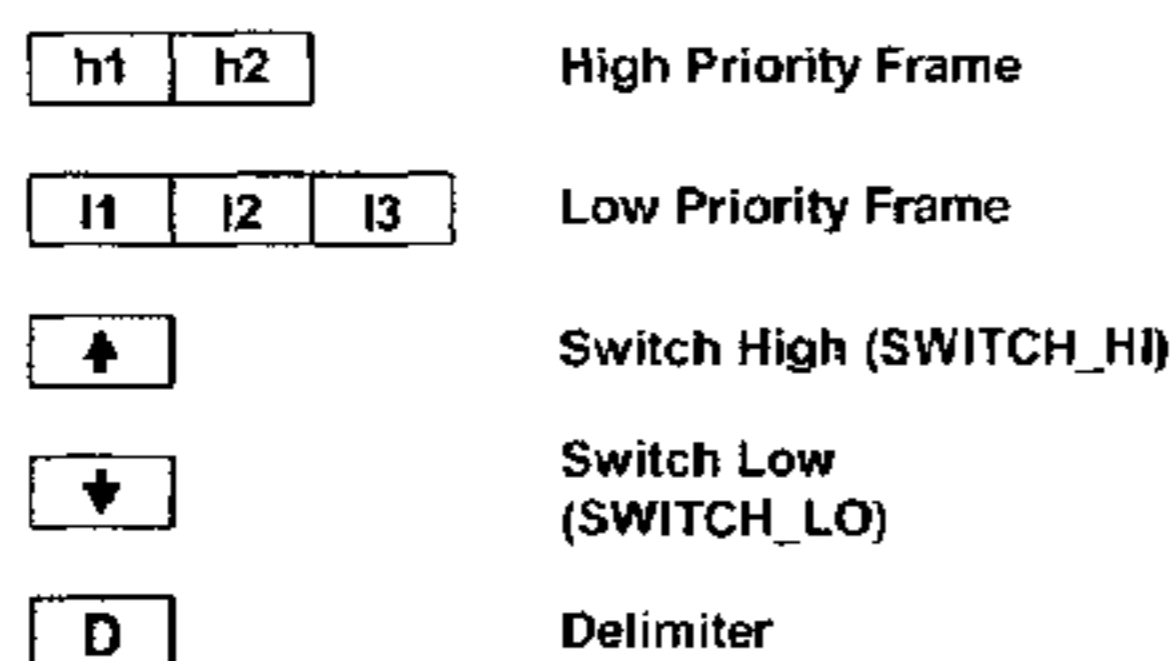 h1 h2 High Priority Frame
l1 l2 l3 Low Priority Frame
Switch High (SWITCH_HI)
Switch Low
(SWITCH_LO)
D Delimiter